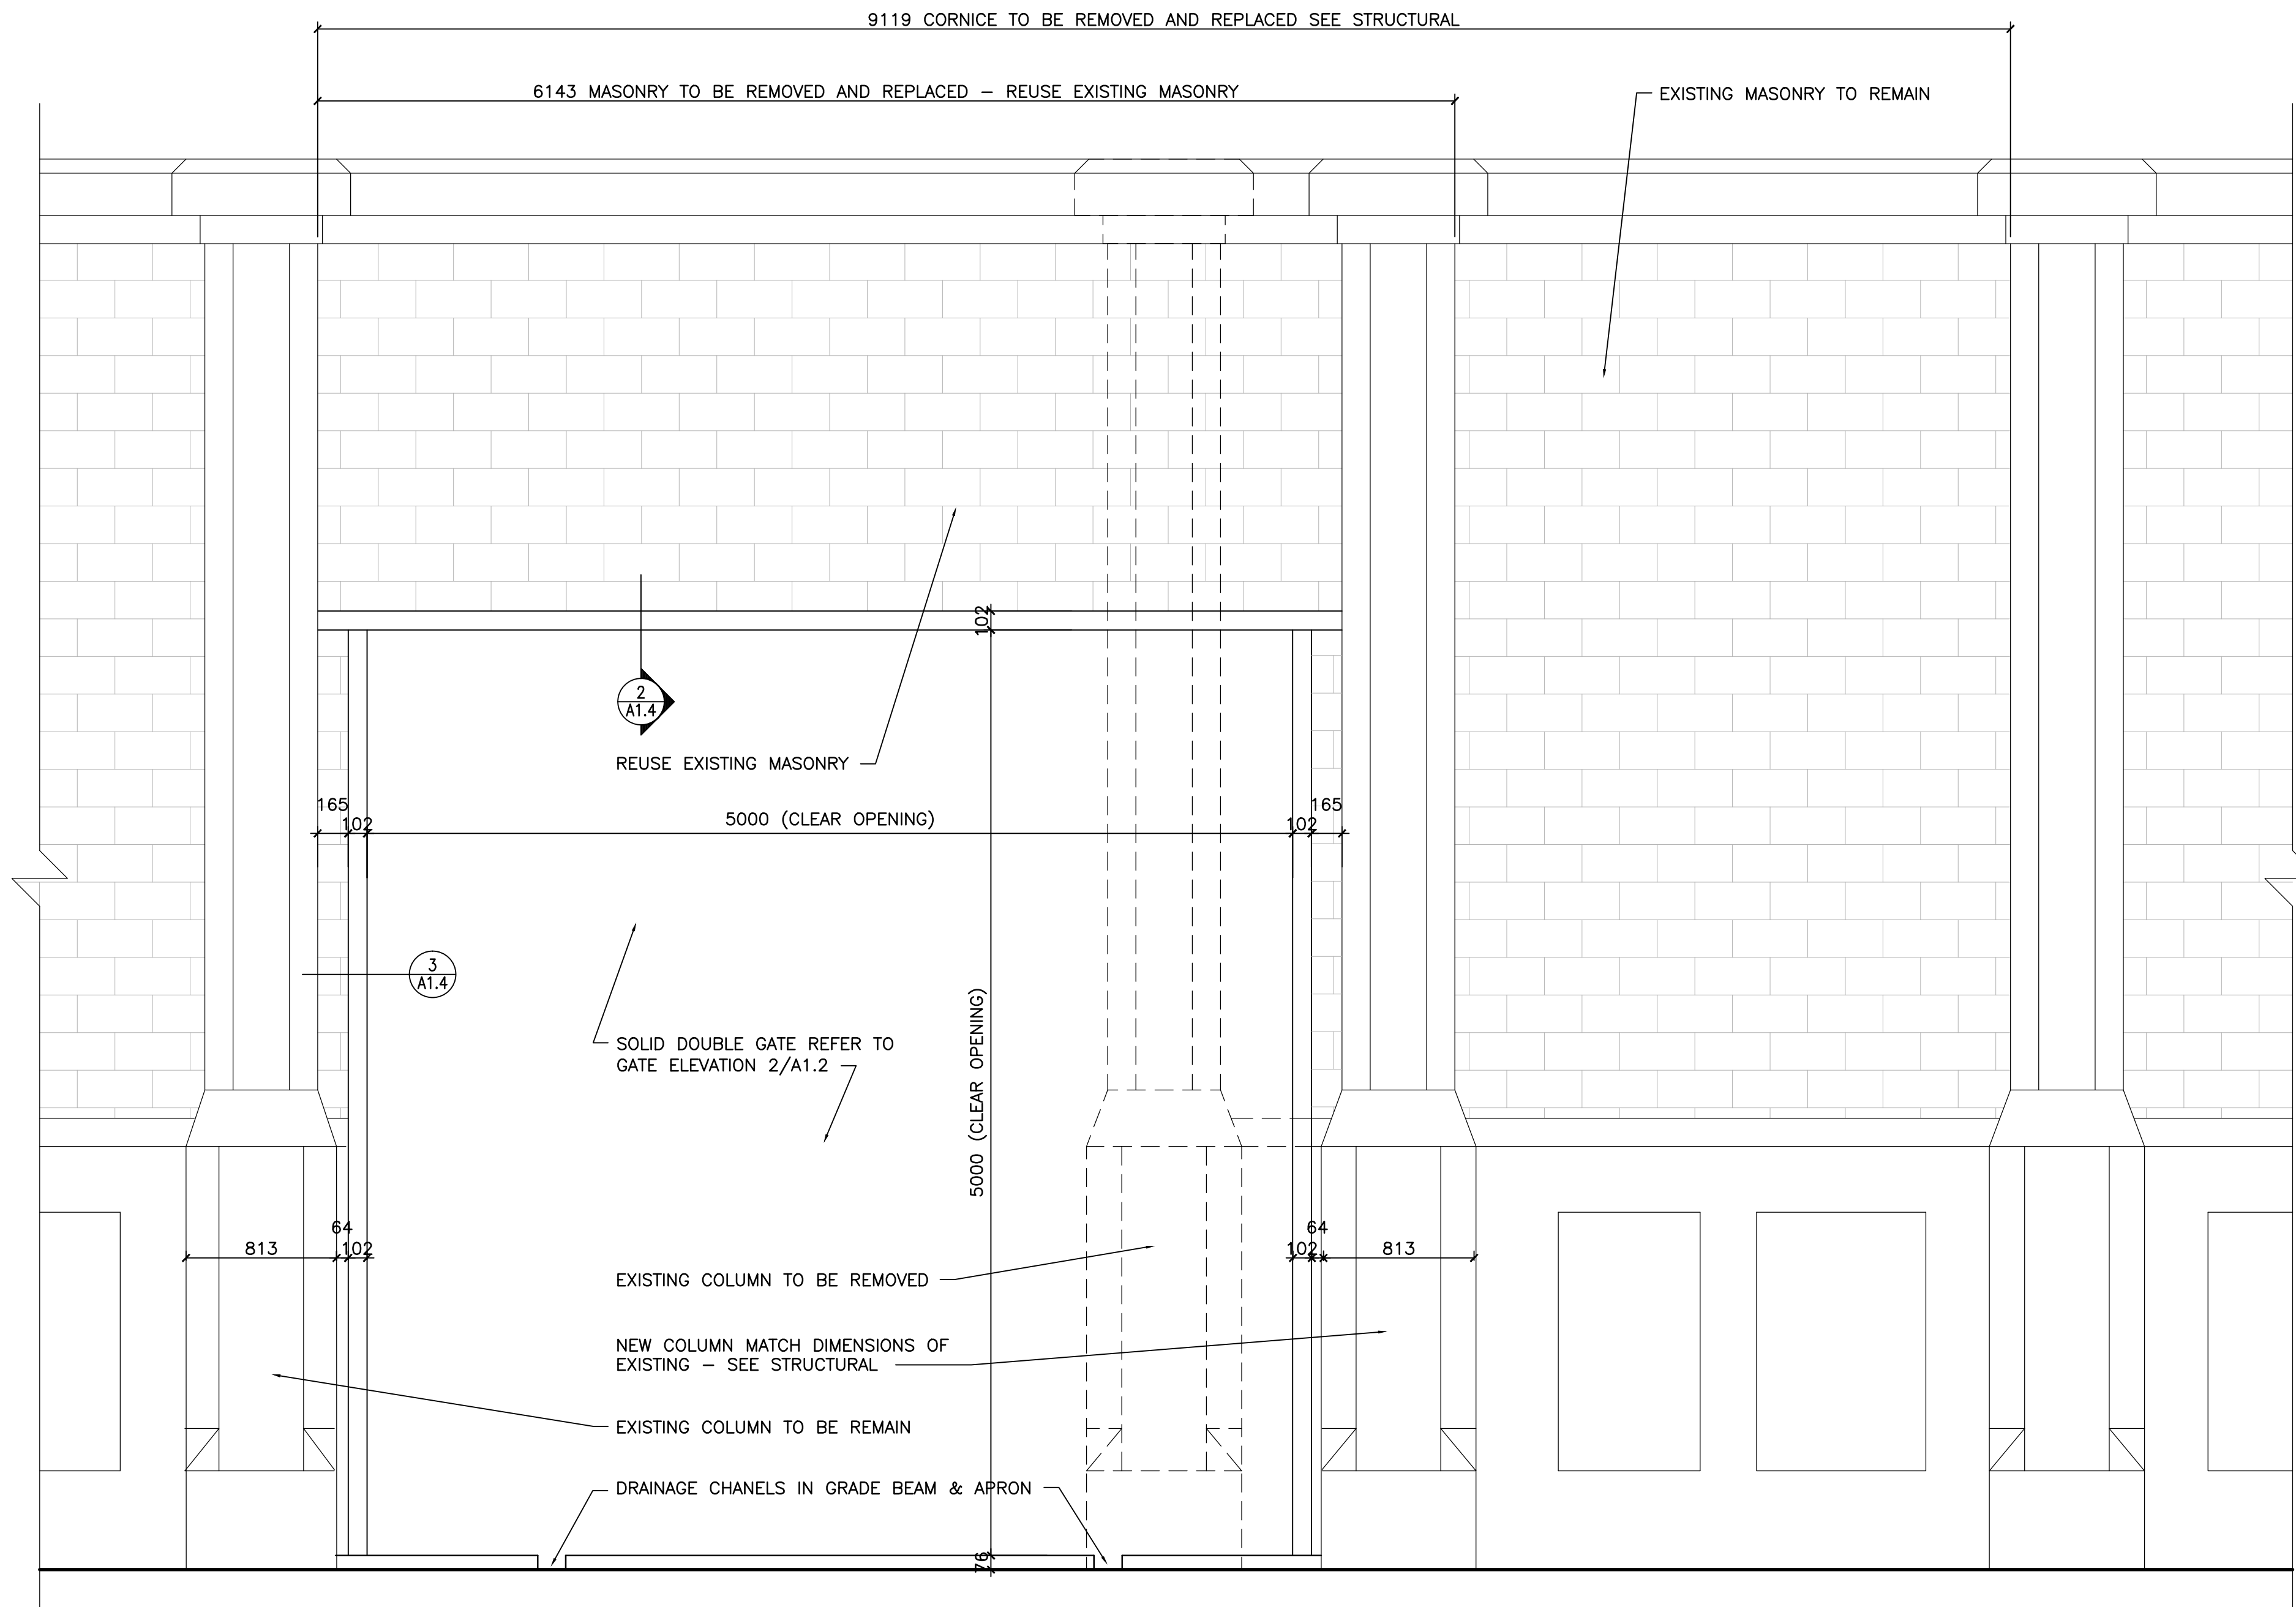 9119 CORNICE TO BE REMOVED AND REPLACED SEE STRUCTURAL
6143 MASONRY TO BE REMOVED AND REPLACED – REUSE EXISTING MASONRY
EXISTING MASONRY TO REMAIN
102
2
A1.4
REUSE EXISTING MASONRY
165
102
5000 (CLEAR OPENING)
102
165
3
A1.4
5000 (CLEAR OPENING)
SOLID DOUBLE GATE REFER TO
GATE ELEVATION 2/A1.2
813
64
102
102
64
813
EXISTING COLUMN TO BE REMOVED
NEW COLUMN MATCH DIMENSIONS OF
EXISTING – SEE STRUCTURAL
EXISTING COLUMN TO BE REMAIN
DRAINAGE CHANELS IN GRADE BEAM & APRON
76